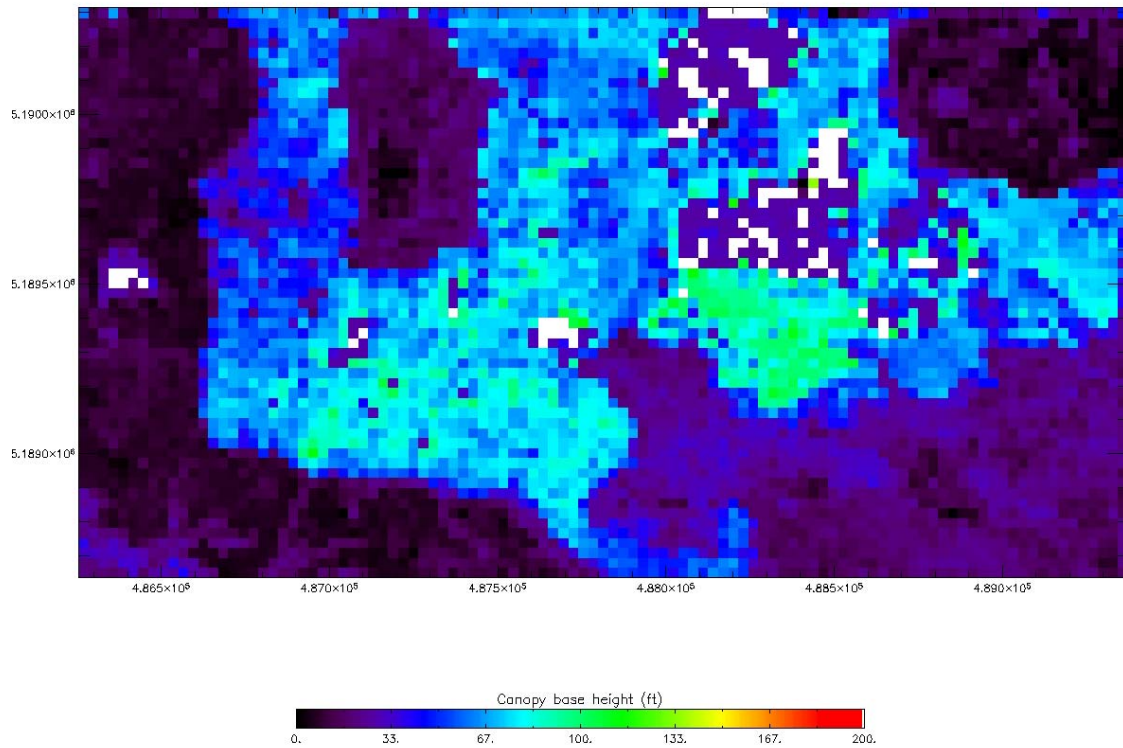 5.1900×10⁶
5.1895×10⁶
5.1890×10⁶
4.865×10⁵ 4.870×10⁵ 4.875×10⁵ 4.880×10⁵ 4.885×10⁵ 4.890×10⁵
Canopy base height (ft)
0. 33. 67. 100. 133. 167. 200.